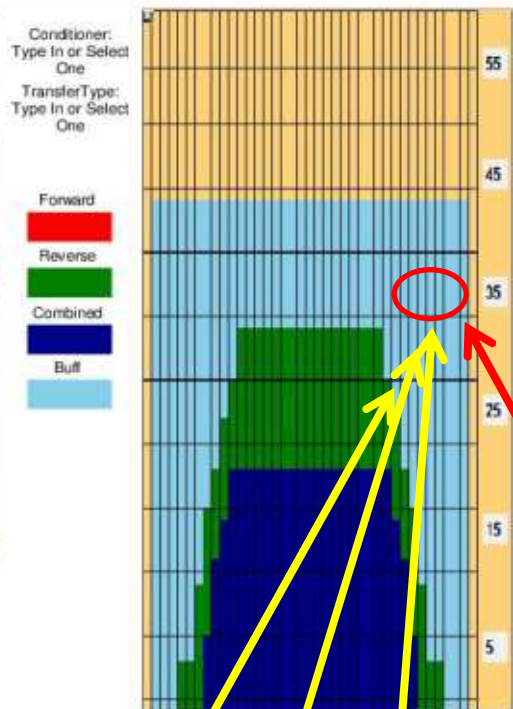 Conditioner:
Type In or Select
One
TransferType:
Type In or Select
One
Forward
Reverse
Combined
Buff
55
45
35
25
15
5